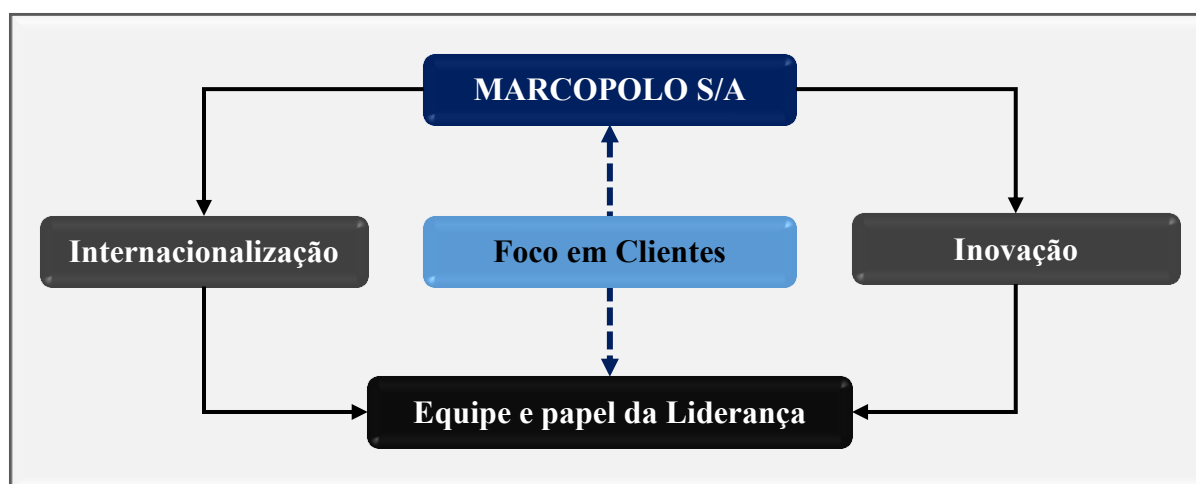 MARCOPOLO S/A
Internacionalização
Foco em Clientes
Inovação
Equipe e papel da Liderança